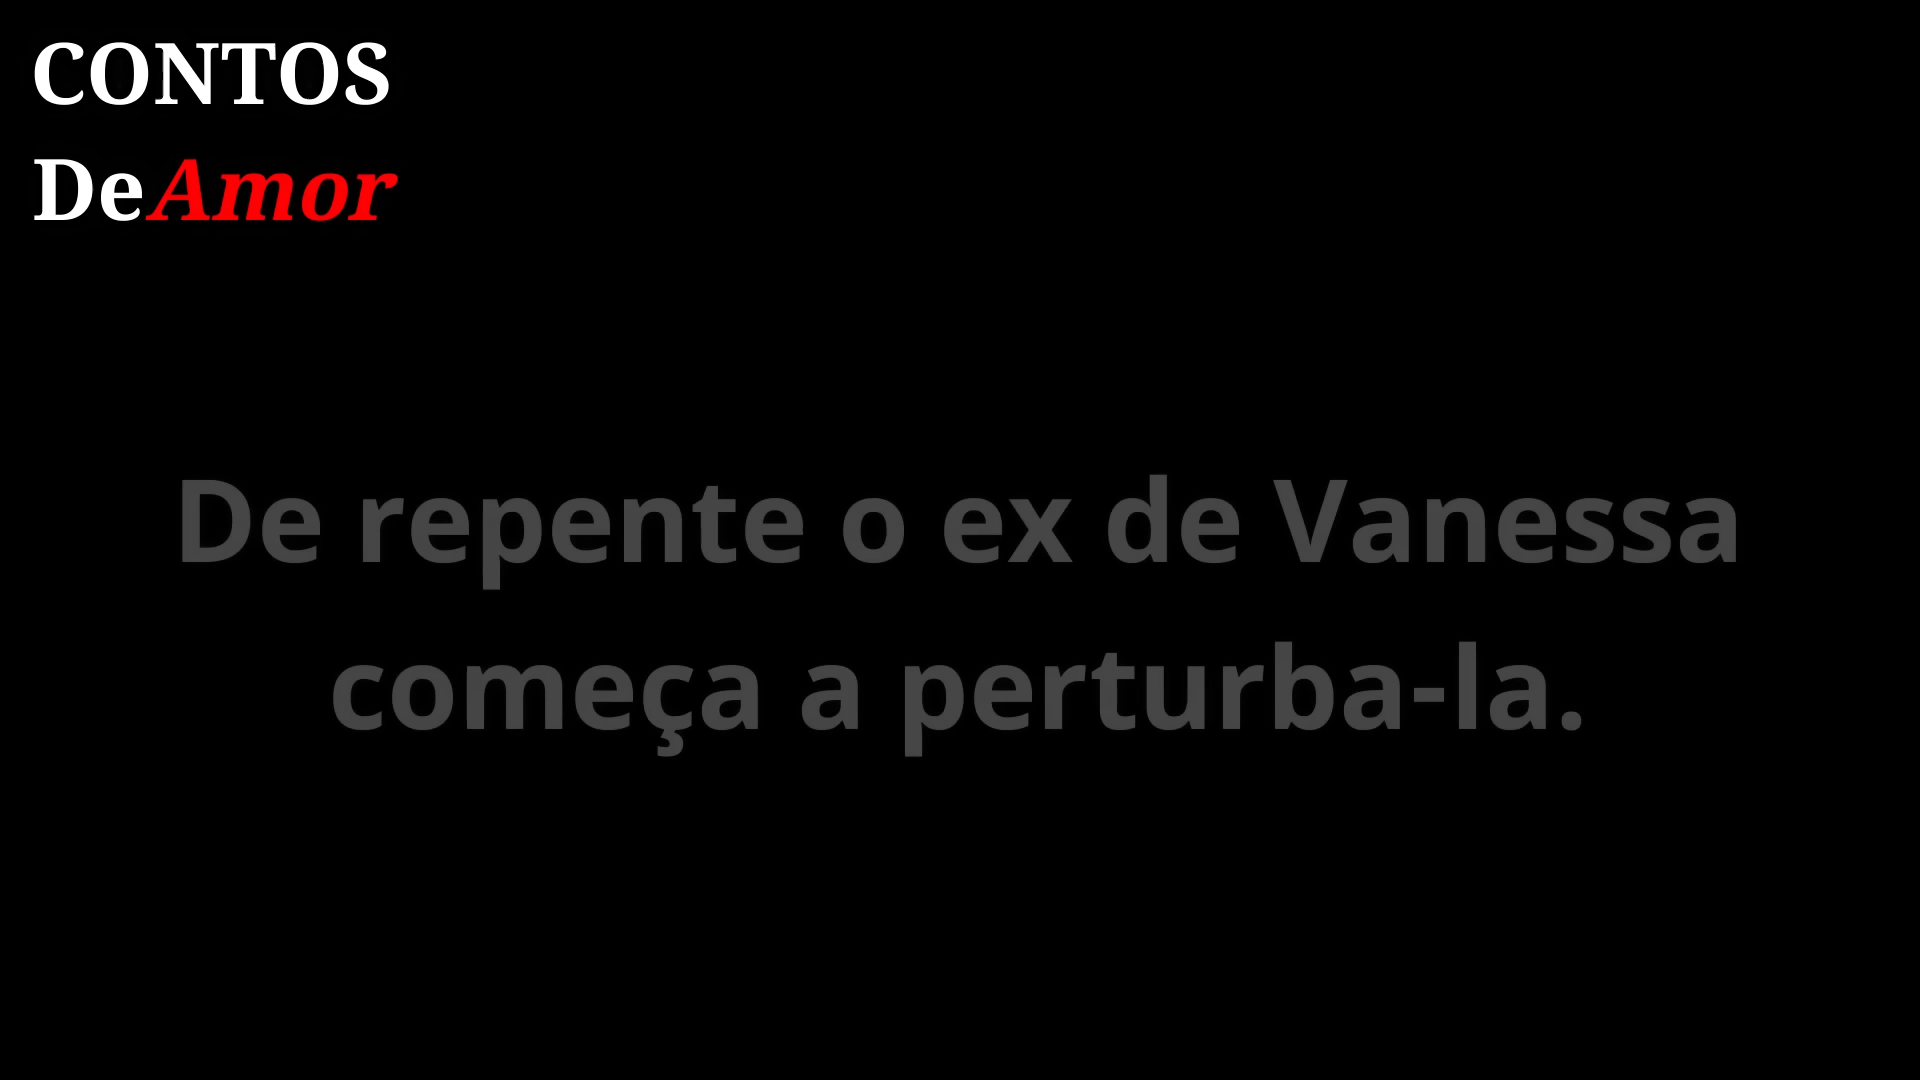 CONTOS
DeAmor
De repente o ex de Vanessa
começa a perturba-la.